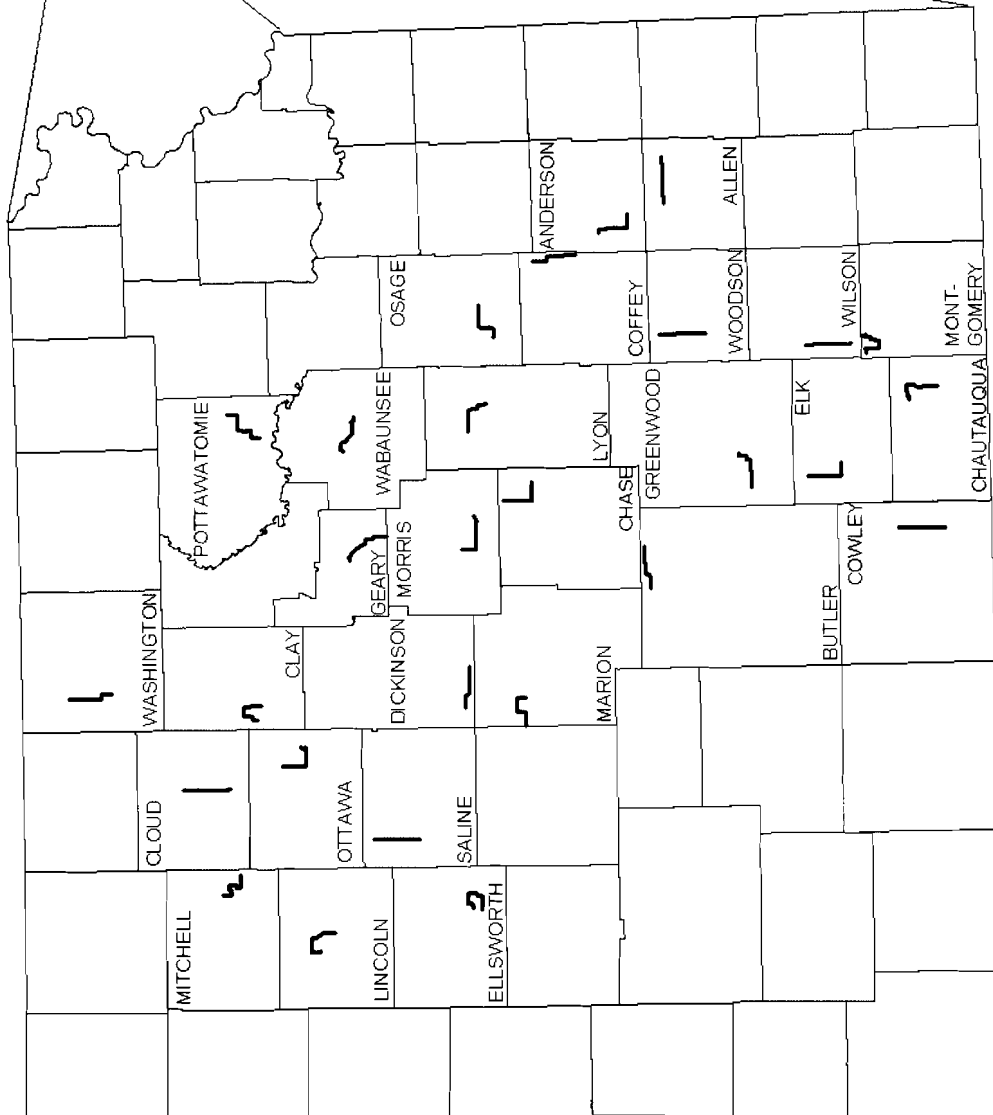 WASHINGTON
CLOUD
MITCHELL
CLAY
OTTAWA
LINCOLN
POTTAWATOMIE
WABAUNSEE
GEARY
MORRIS
DICKINSON
SALINE
ELLSWORTH
OSAGE
LYON
CHASE
MARION
ANDERSON
COFFEY
GREENWOOD
BUTLER
ALLEN
WOODSON
ELK
COWLEY
WILSON
MONT-
GOMERY
CHAUTAUQUA